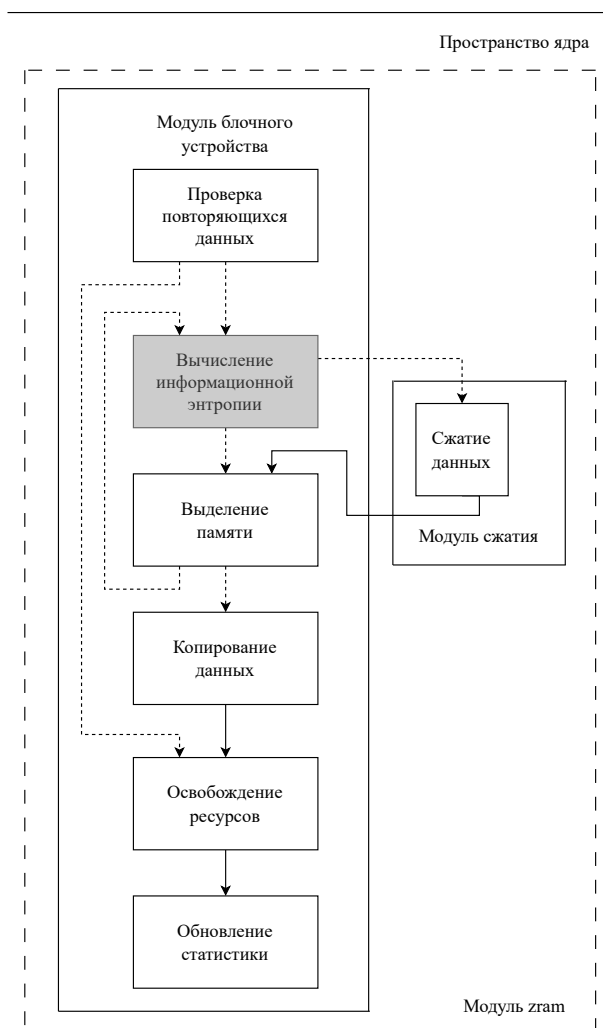 Пространство ядра
Модуль блочного
устройства
Проверка
повторяющихся
данных
Вычисление
информационной
энтропии
Сжатие
данных
Модуль сжатия
Выделение
памяти
Копирование
данных
Освобождение
ресурсов
Обновление
статистики
Модуль zram